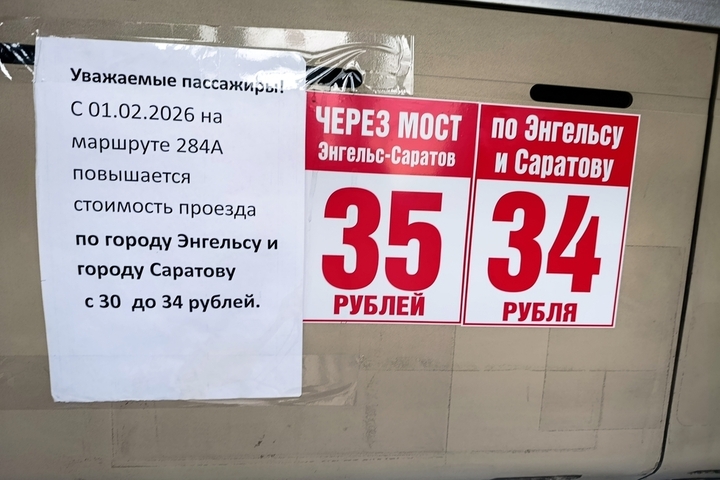 Уважаемые пассажиры!
С 01.02.2026 на
маршруте 284А
повышается
стоимость проезда
по городу Энгельсу и
городу Саратову
с 30 до 34 рублей.
ЧЕРЕЗ МОСТ
Энгельс-Саратов
35
РУБЛЕЙ
по Энгельсу
и Саратову
34
РУБЛЯ